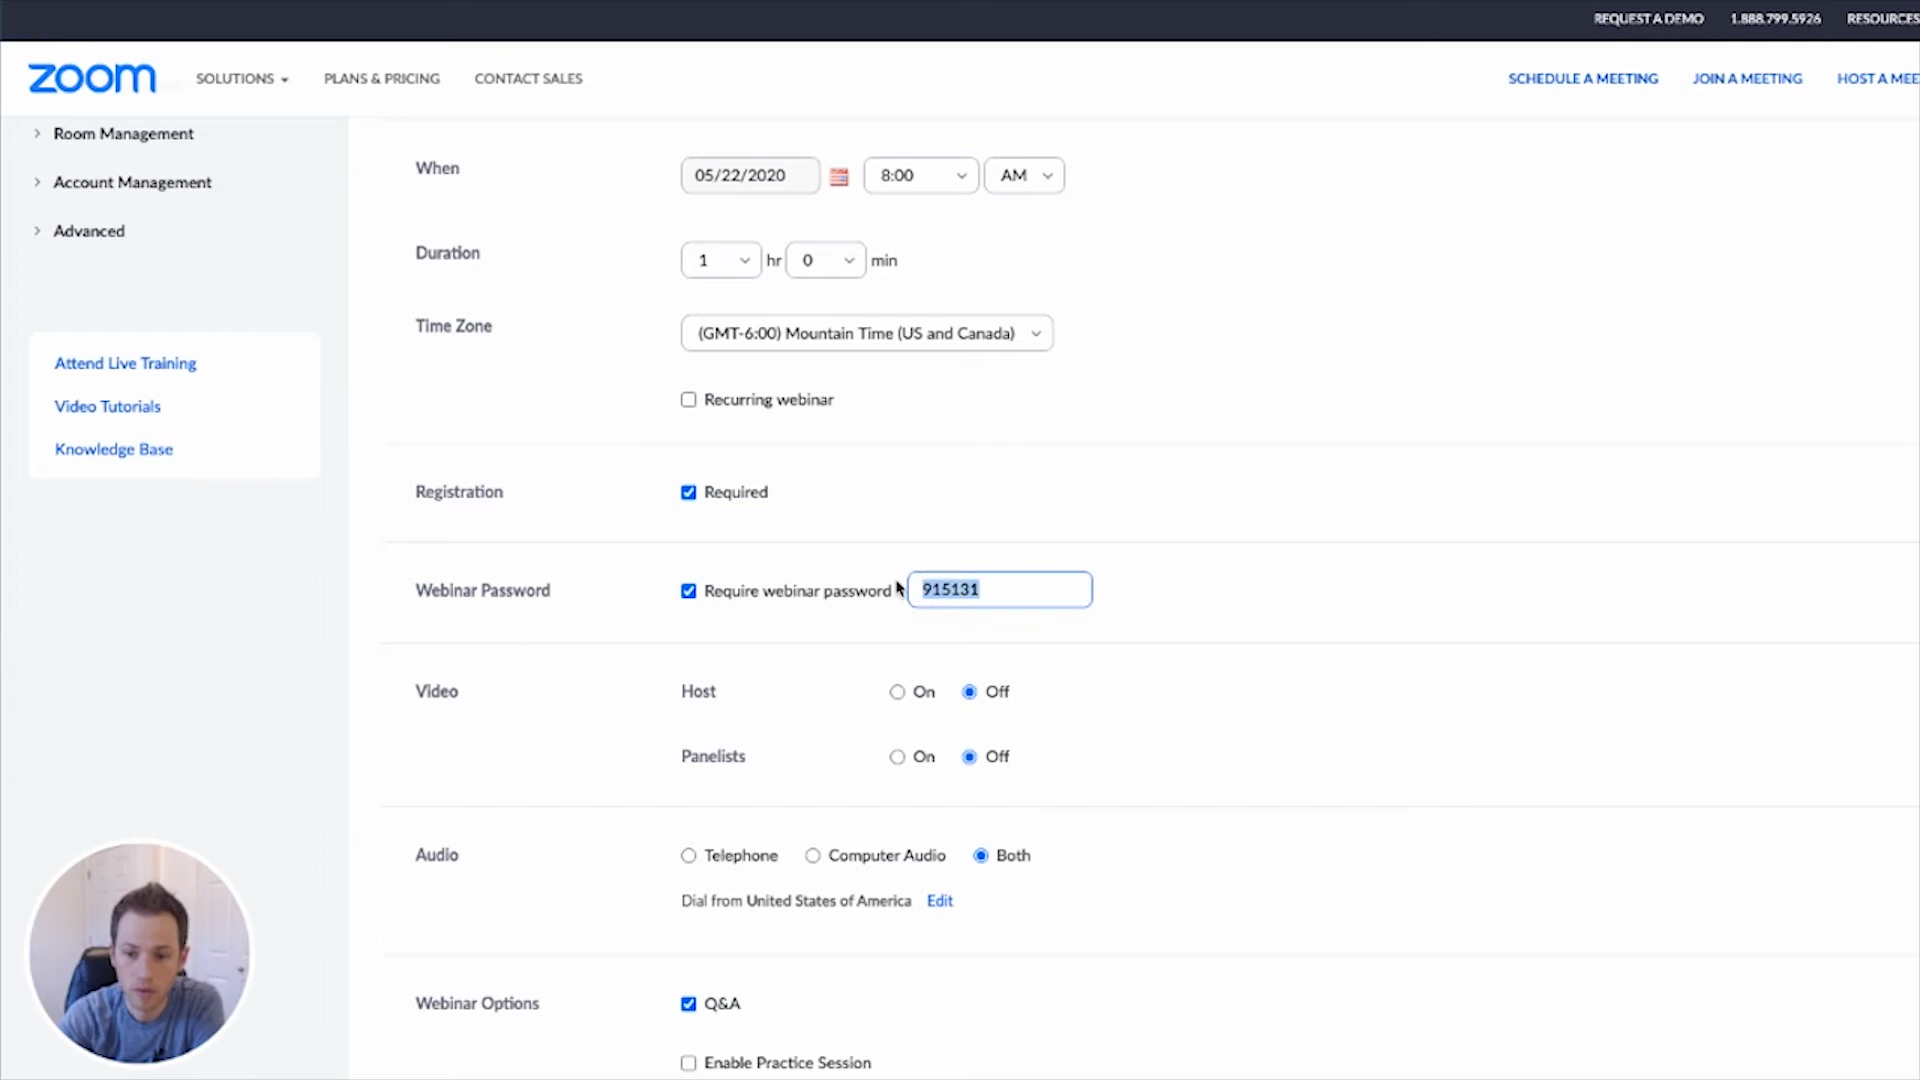 REQUEST A DEMO 1.888.799.5926 RESOURCES
zoom SOLUTIONS PLANS & PRICING CONTACT SALES SCHEDULE A MEETING JOIN A MEETING HOST A MEE
Room Management
Account Management
Advanced
Attend Live Training
Video Tutorials
Knowledge Base
When 05/22/2020 8:00 AM
Duration 1 hr 0 min
Time Zone (GMT-6:00) Mountain Time (US and Canada)
Recurring webinar
Registration Required
Webinar Password Require webinar password 915131
Video Host On Off
Panelists On Off
Audio Telephone Computer Audio Both
Dial from United States of America Edit
Webinar Options Q&A
Enable Practice Session